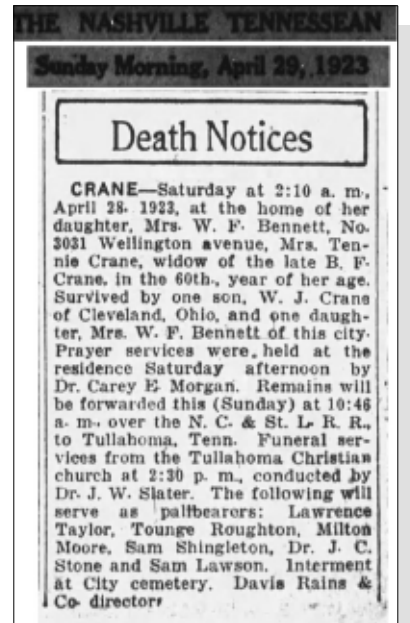 THE NASHVILLE TENNESSEAN
Sunday Morning, April 29, 1923
Death Notices
CRANE—Saturday at 2:10 a. m.,
April 28, 1923, at the home of her
daughter, Mrs. W. F. Bennett, No.
3031 Wellington avenue, Mrs. Ten-
nie Crane, widow of the late B. F.
Crane, in the 60th., year of her age.
Survived by one son, W. J. Crane
of Cleveland, Ohio, and one daugh-
ter, Mrs. W. F. Bennett of this city.
Prayer services were held at the
residence Saturday afternoon by
Dr. Carey E. Morgan. Remains will
be forwarded this (Sunday) at 10:46
a. m., over the N. C. & St. L. R. R.,
to Tullahoma, Tenn. Funeral ser-
vices from the Tullahoma Christian
church at 2:30 p. m., conducted by
Dr. J. W. Slater. The following will
serve as pallbearers: Lawrence
Taylor, Tounge Roughton, Milton
Moore, Sam Shingleton, Dr. J. C.
Stone and Sam Lawson. Interment
at City cemetery. Davis Rains &
Co. directors